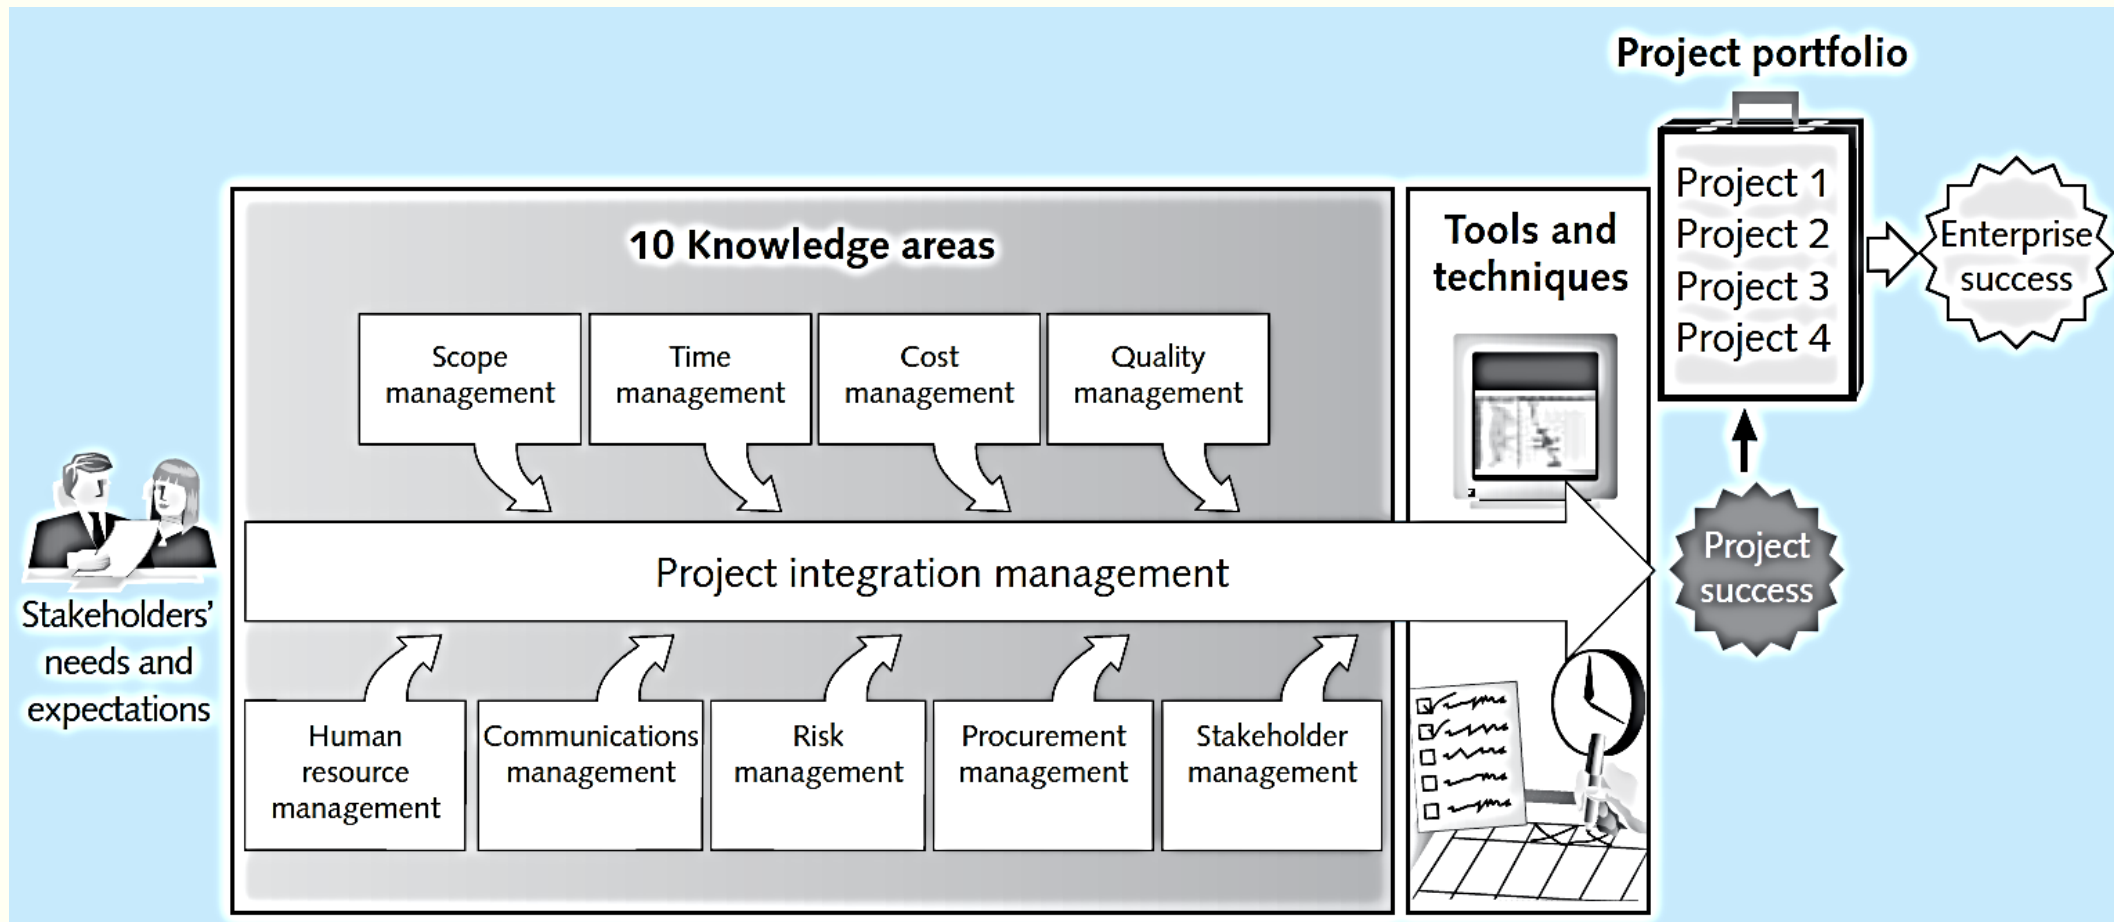 Project portfolio
Project 1
Project 2
Project 3
Project 4
Enterprise
success
10 Knowledge areas
Tools and
techniques
Scope
management
Time
management
Cost
management
Quality
management
Stakeholders’
needs and
expectations
Project integration management
Project
success
Human
resource
management
Communications
management
Risk
management
Procurement
management
Stakeholder
management